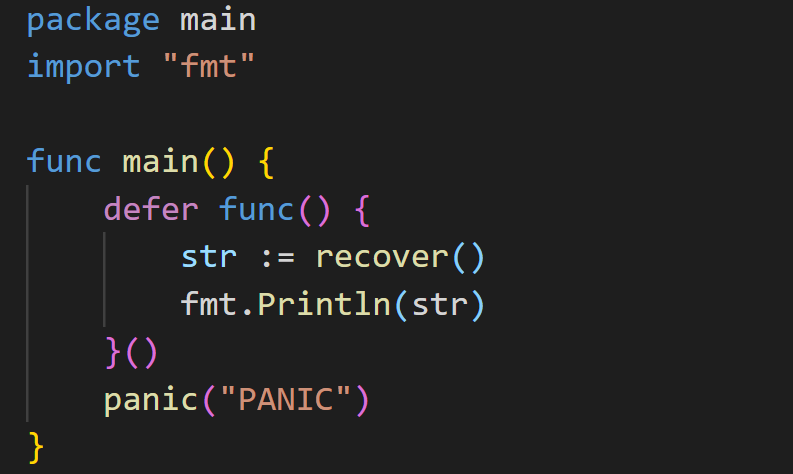 package main
import "fmt"
func main() {
    defer func() {
        str := recover()
        fmt.Println(str)
    }()
    panic("PANIC")
}